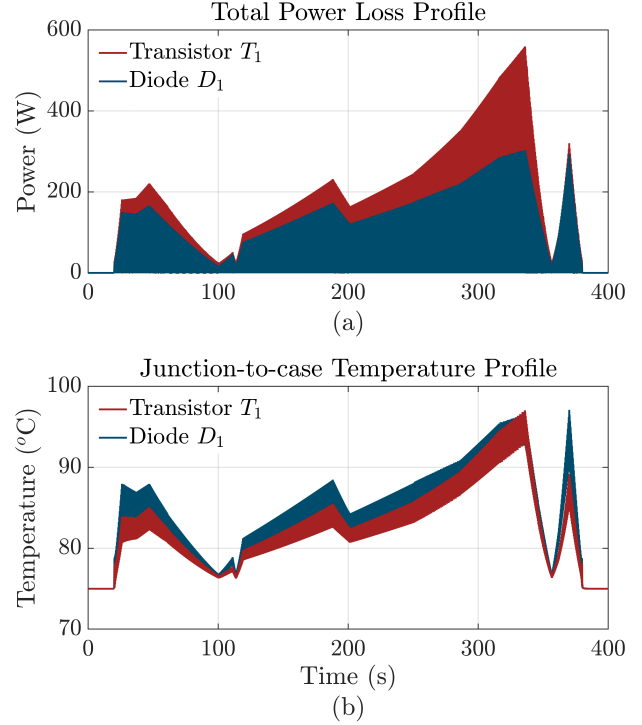 Total Power Loss Profile
600
400
200
0
Power (W)
Transistor T₁
Diode D₁
0 100 200 300 400
(a)
Junction-to-case Temperature Profile
100
90
80
70
Temperature (°C)
Transistor T₁
Diode D₁
0 100 200 300 400
Time (s)
(b)